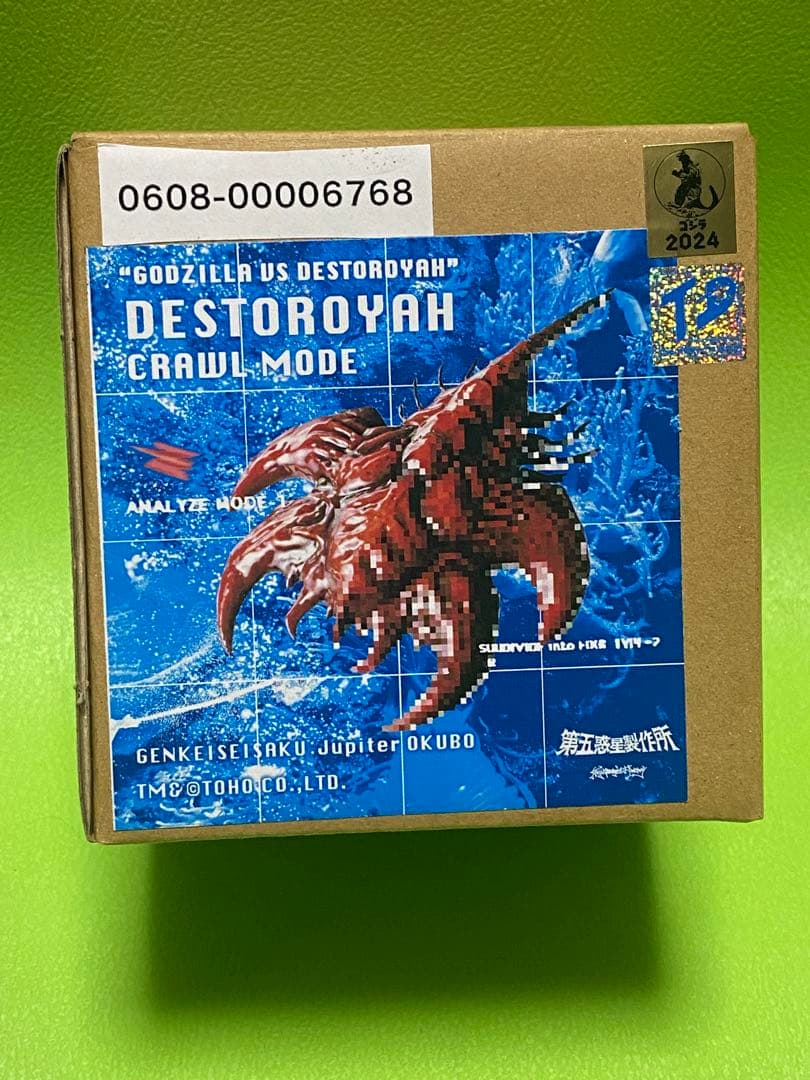 0608-00006768
ゴジラ
2024
TD
"GODZILLA VS DESTOROYAH"
DESTOROYAH
CRAWL MODE
ANALYZE MODE-1
GENKEISEISAKU:Jupiter OKUBO
第五惑星製作所
TM&©TOHO CO.,LTD.